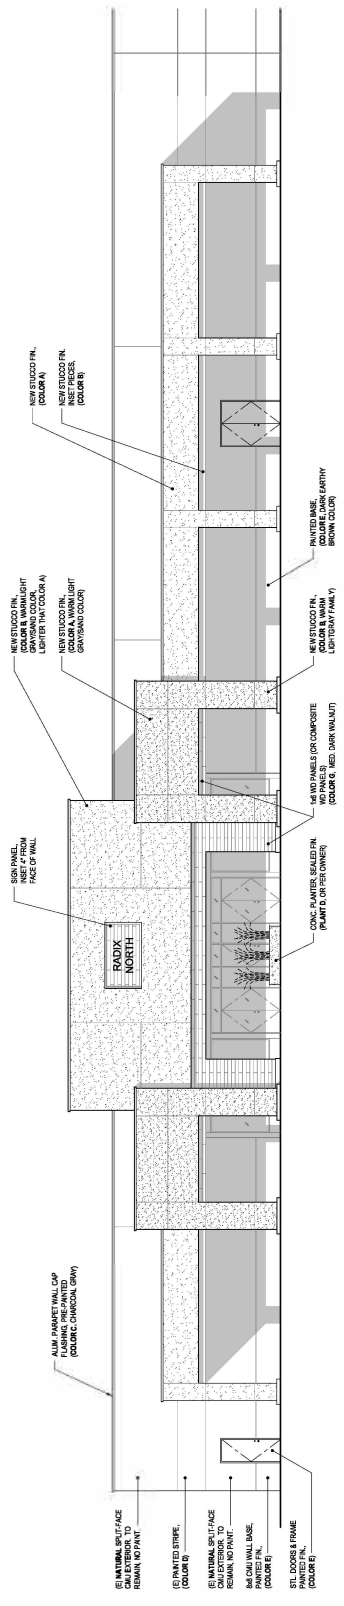 (E) NATURAL SPLIT-FACE
CMU EXTERIOR, TO
REMAIN, NO PAINT.
(E) PAINTED STRIPE,
(COLOR D)
(E) NATURAL SPLIT-FACE
CMU EXTERIOR. TO
REMAIN, NO PAINT.
8x8 CMU WALL BASE,
PAINTED FIN.,
(COLOR E)
STL. DOORS & FRAME
PAINTED FIN.,
(COLOR E)
ALUM. PARAPET WALL CAP
FLASHING, PRE-PAINTED
(COLOR C. CHARCOAL GRAY)
SIGN PANEL,
INSET 4" FROM
FACE OF WALL
RADIX
NORTH
NEW STUCCO FIN.,
(COLOR B, WARM LIGHT
GRAY/SAND COLOR,
LIGHTER THAT COLOR A)
NEW STUCCO FIN.,
(COLOR A, WARM LIGHT
GRAY/SAND COLOR)
NEW STUCCO FIN.,
(COLOR A)
NEW STUCCO FIN.
INSET PIECES,
(COLOR B)
CONC. PLANTER, SEALED FIN.
(PLANT D, OR PER OWNER)
1x6 WD PANELS (OR COMPOSITE
WD PANELS)
(COLOR G, MED. DARK WALNUT)
NEW STUCCO FIN.,
(COLOR B, WARM
LIGHTGRAY FAMILY)
PAINTED BASE,
(COLOR E, DARK EARTHY
BROWN COLOR)